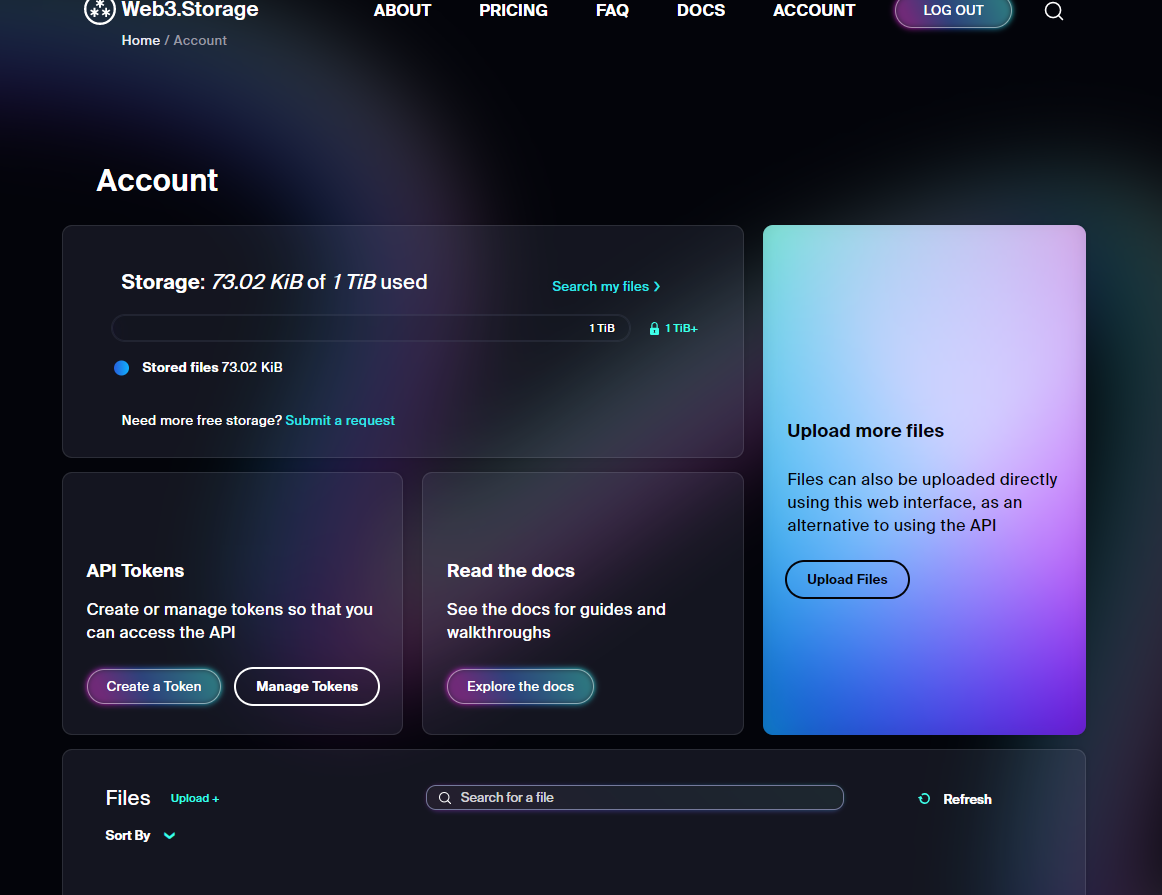 Web3.Storage
ABOUT PRICING FAQ DOCS ACCOUNT LOG OUT
Home / Account
Account
Storage: 73.02 KiB of 1 TiB used
Search my files
1 TiB
1 TiB+
Stored files 73.02 KiB
Need more free storage? Submit a request
Upload more files
Files can also be uploaded directly
using this web interface, as an
alternative to using the API
Upload Files
API Tokens
Create or manage tokens so that you
can access the API
Create a Token
Manage Tokens
Read the docs
See the docs for guides and
walkthroughs
Explore the docs
Files
Upload +
Search for a file
Refresh
Sort By